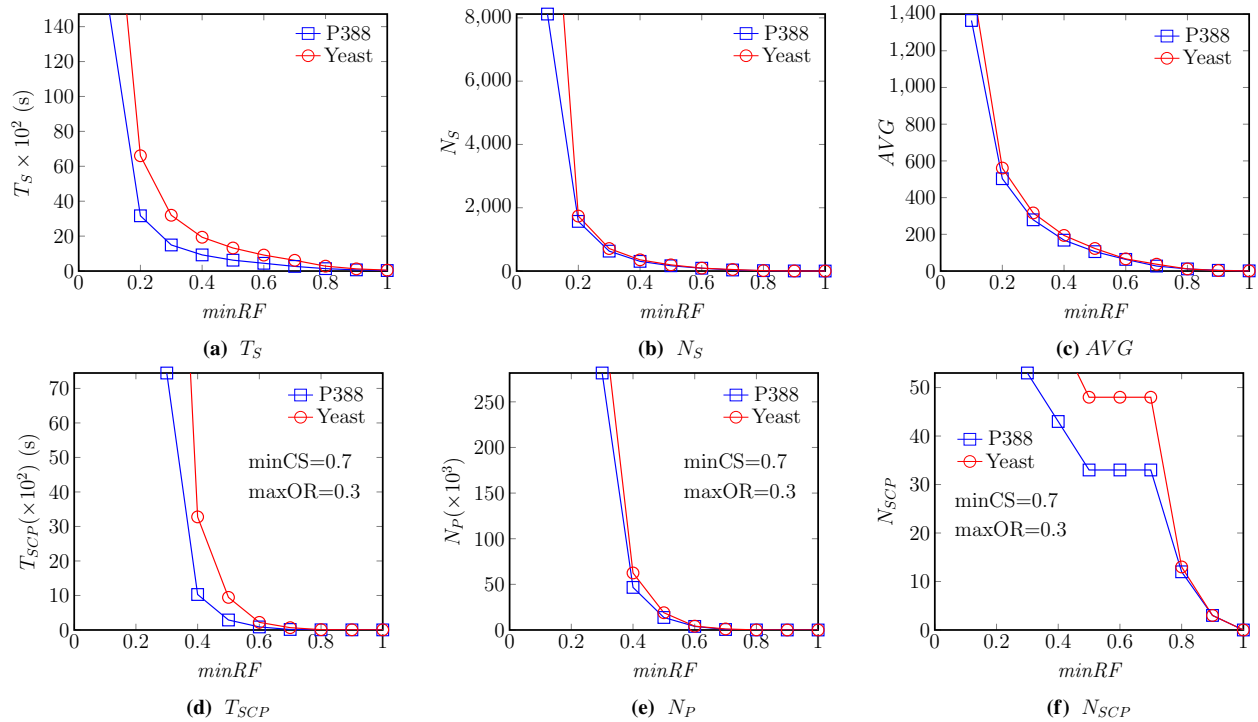 P388
Yeast
140
120
100
80
60
40
20
0
T_S × 10^2 (s)
0 0.2 0.4 0.6 0.8 1
minRF
(a) T_S
P388
Yeast
8,000
6,000
4,000
2,000
0
N_S
0 0.2 0.4 0.6 0.8 1
minRF
(b) N_S
P388
Yeast
1,400
1,200
1,000
800
600
400
200
0
AVG
0 0.2 0.4 0.6 0.8 1
minRF
(c) AVG
P388
Yeast
minCS=0.7
maxOR=0.3
70
60
50
40
30
20
10
0
T_SCP(×10^2) (s)
0 0.2 0.4 0.6 0.8 1
minRF
(d) T_SCP
P388
Yeast
minCS=0.7
maxOR=0.3
250
200
150
100
50
0
N_P(×10^3)
0 0.2 0.4 0.6 0.8 1
minRF
(e) N_P
P388
Yeast
minCS=0.7
maxOR=0.3
50
40
30
20
10
0
N_SCP
0 0.2 0.4 0.6 0.8 1
minRF
(f) N_SCP